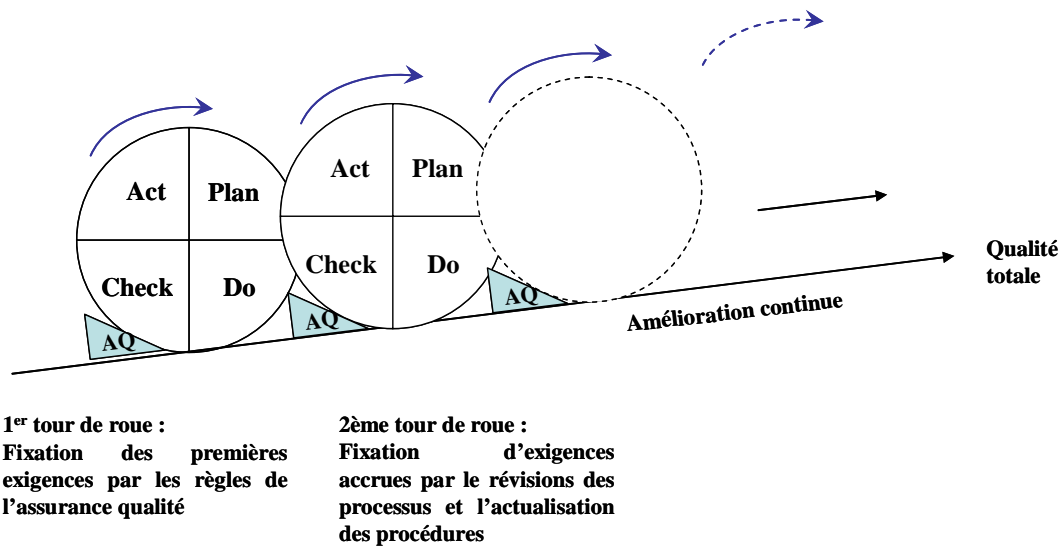 Act Plan
Check Do
AQ
Act Plan
Check Do
AQ
AQ
Amélioration continue
Qualité
totale
1er tour de roue :
Fixation des premières
exigences par les règles de
l'assurance qualité
2ème tour de roue :
Fixation d'exigences
accrues par le révisions des
processus et l'actualisation
des procédures